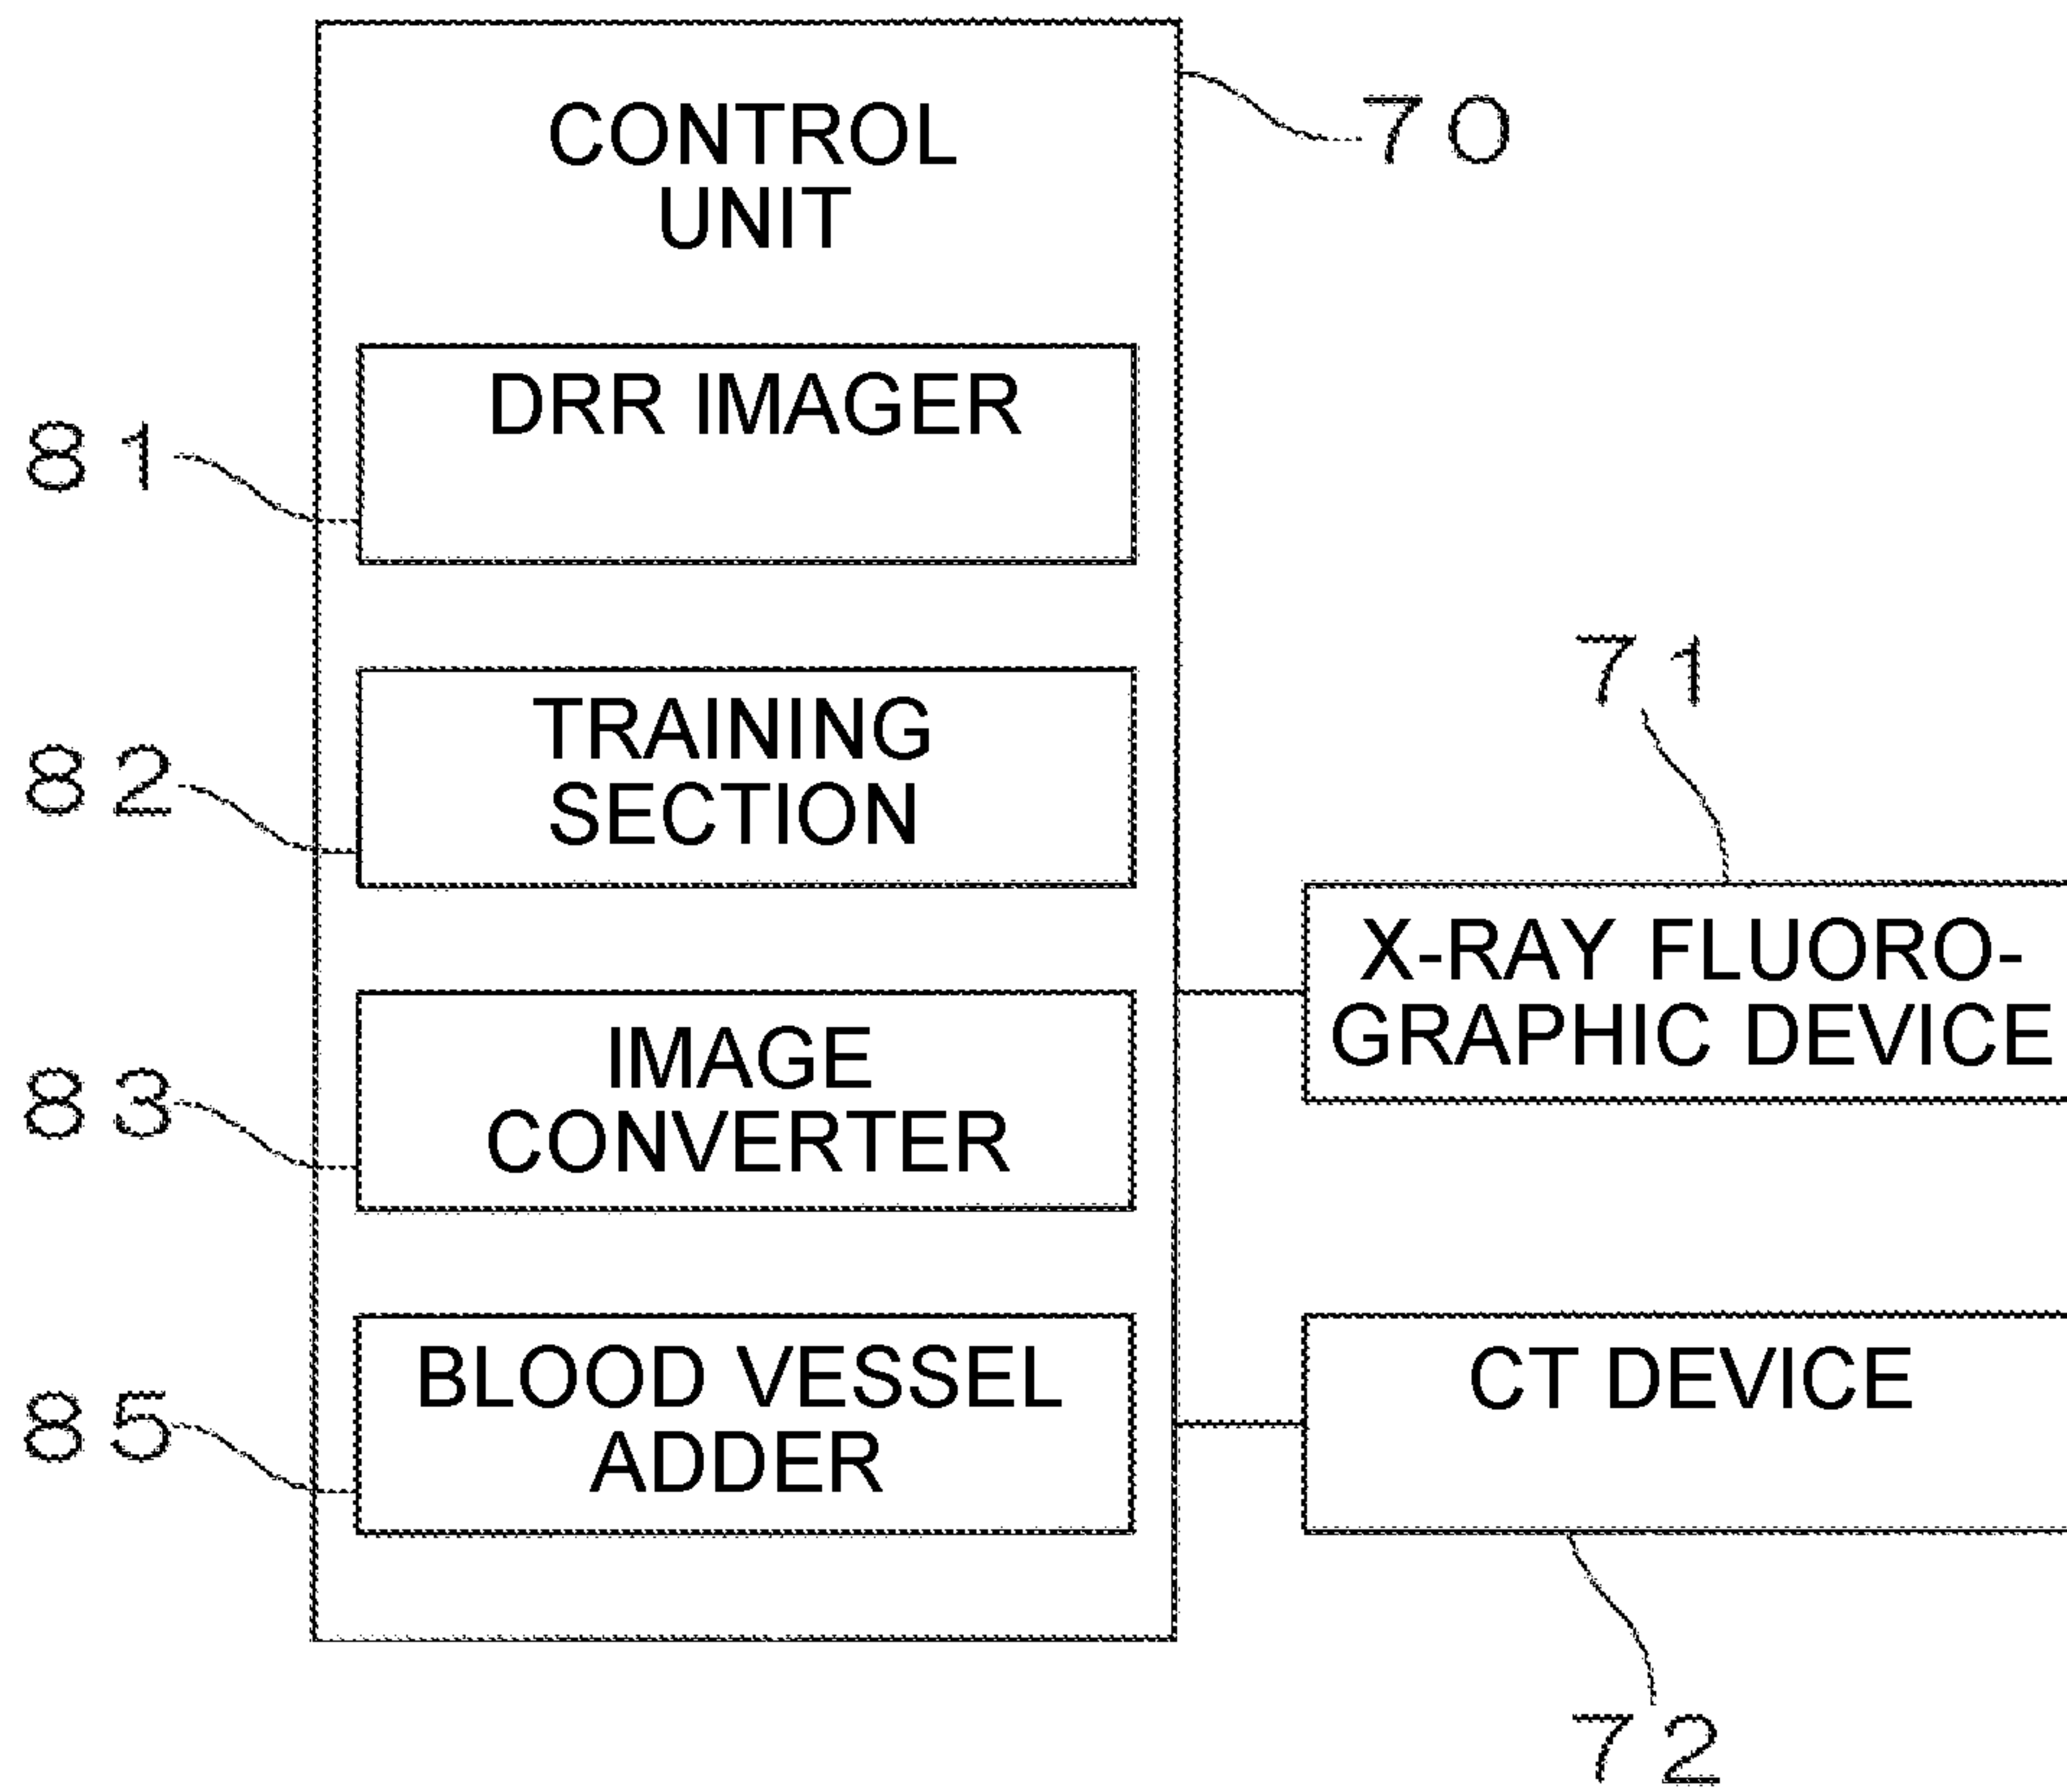 CONTROL
UNIT
70
DRR IMAGER
81
TRAINING
SECTION
82
71
X-RAY FLUORO-
GRAPHIC DEVICE
IMAGE
CONVERTER
83
BLOOD VESSEL
ADDER
85
CT DEVICE
72